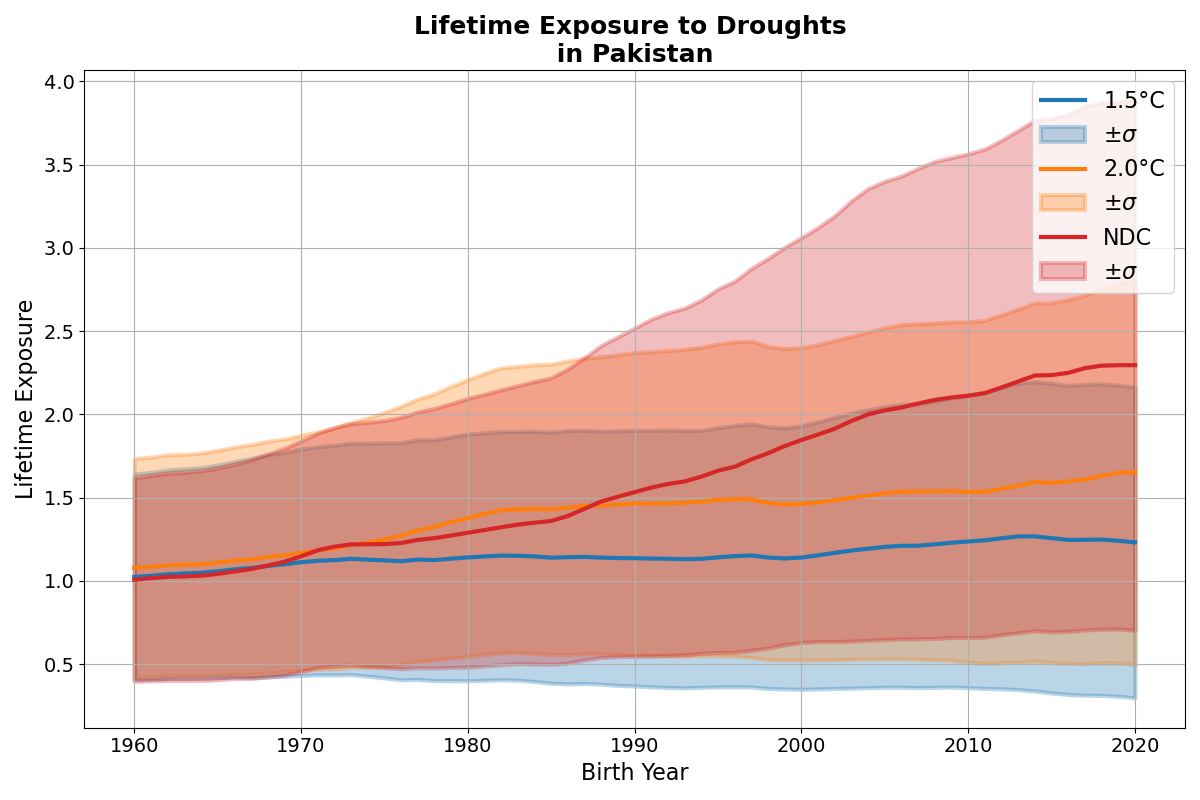 Lifetime Exposure to Droughts
in Pakistan
4.0
3.5
3.0
2.5
2.0
1.5
1.0
0.5
Lifetime Exposure
1960
1970
1980
1990
2000
2010
2020
Birth Year
1.5°C
±σ
2.0°C
±σ
NDC
±σ